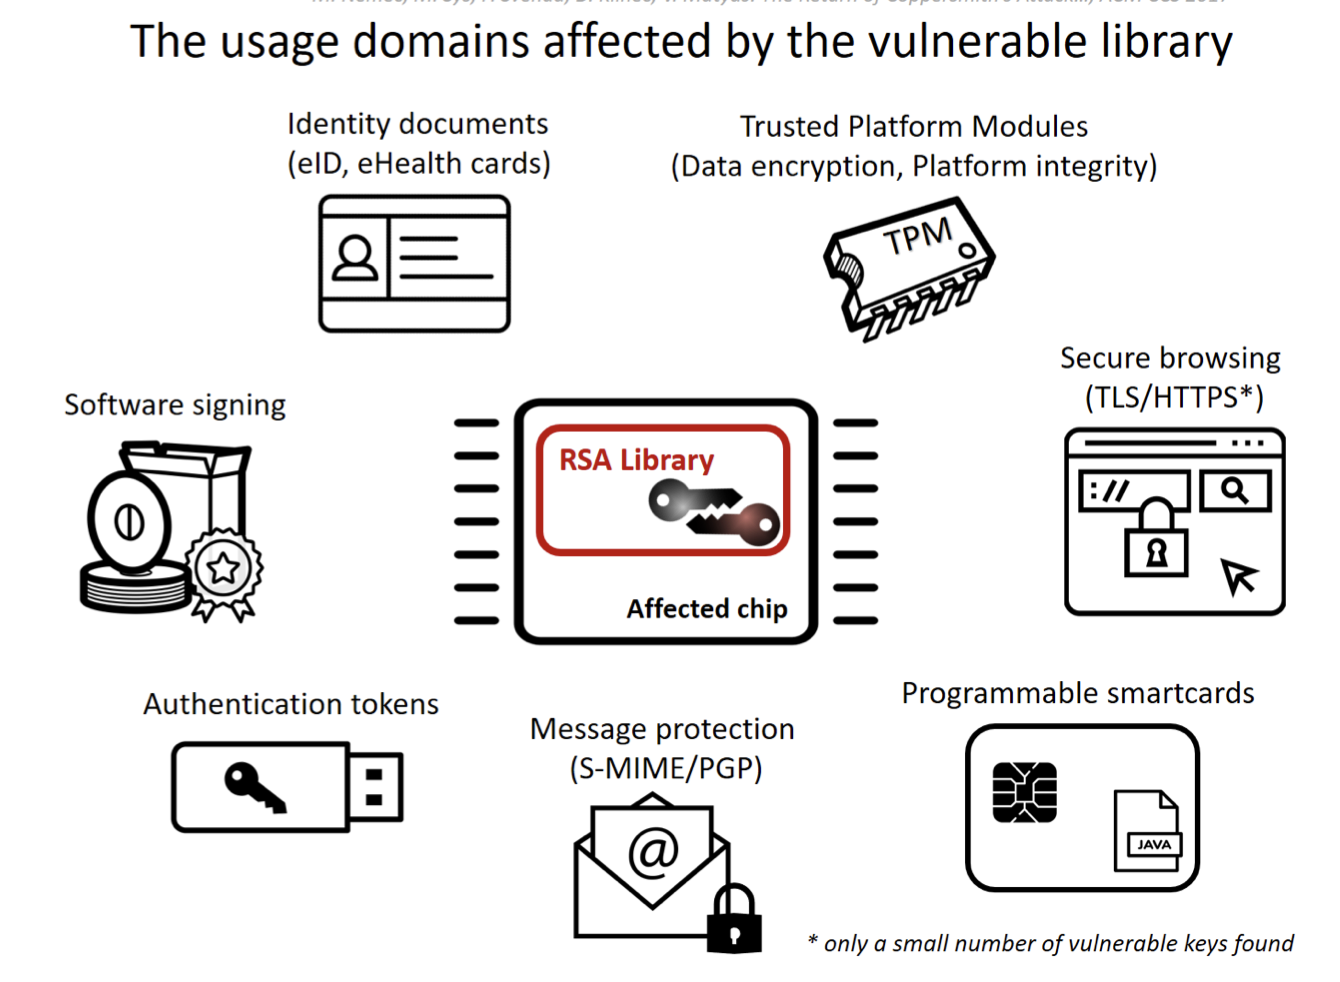 The usage domains affected by the vulnerable library
Identity documents
(eID, eHealth cards)
Trusted Platform Modules
(Data encryption, Platform integrity)
TPM
Secure browsing
(TLS/HTTPS*)
://
Software signing
RSA Library
Affected chip
Authentication tokens
Message protection
(S-MIME/PGP)
@
Programmable smartcards
JAVA
* only a small number of vulnerable keys found